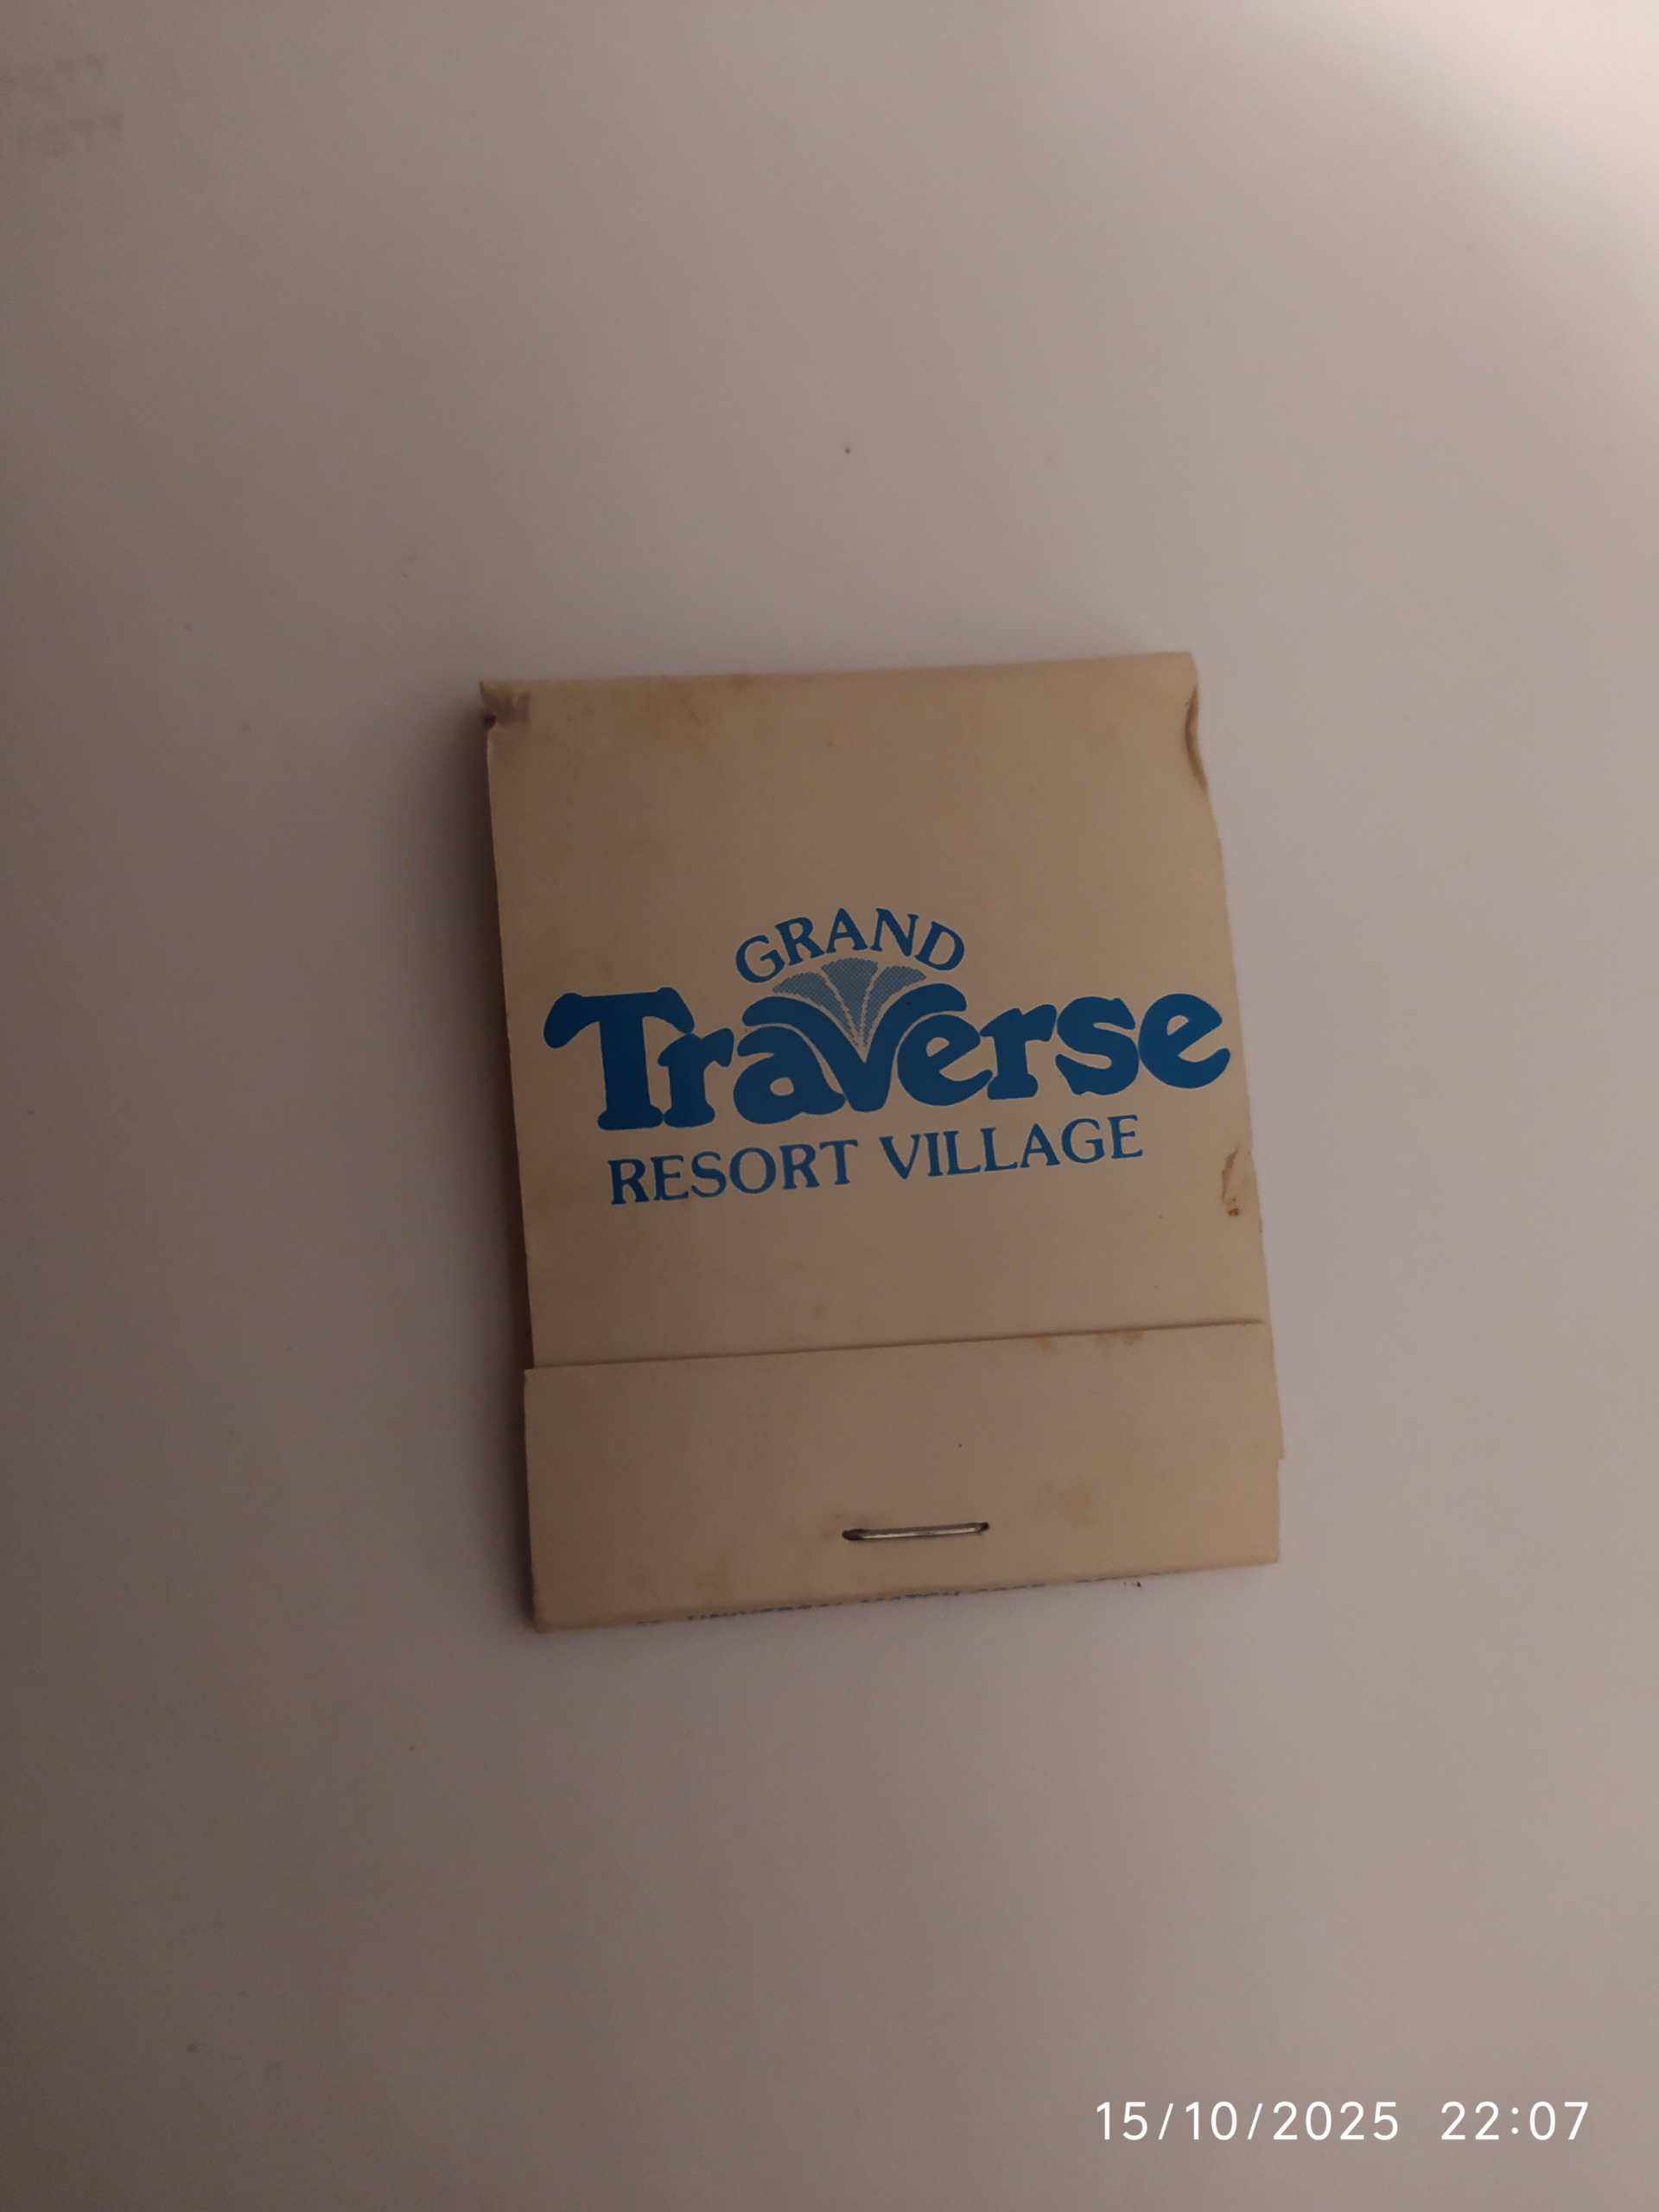 GRAND
Traverse
RESORT VILLAGE
15/10/2025 22:07